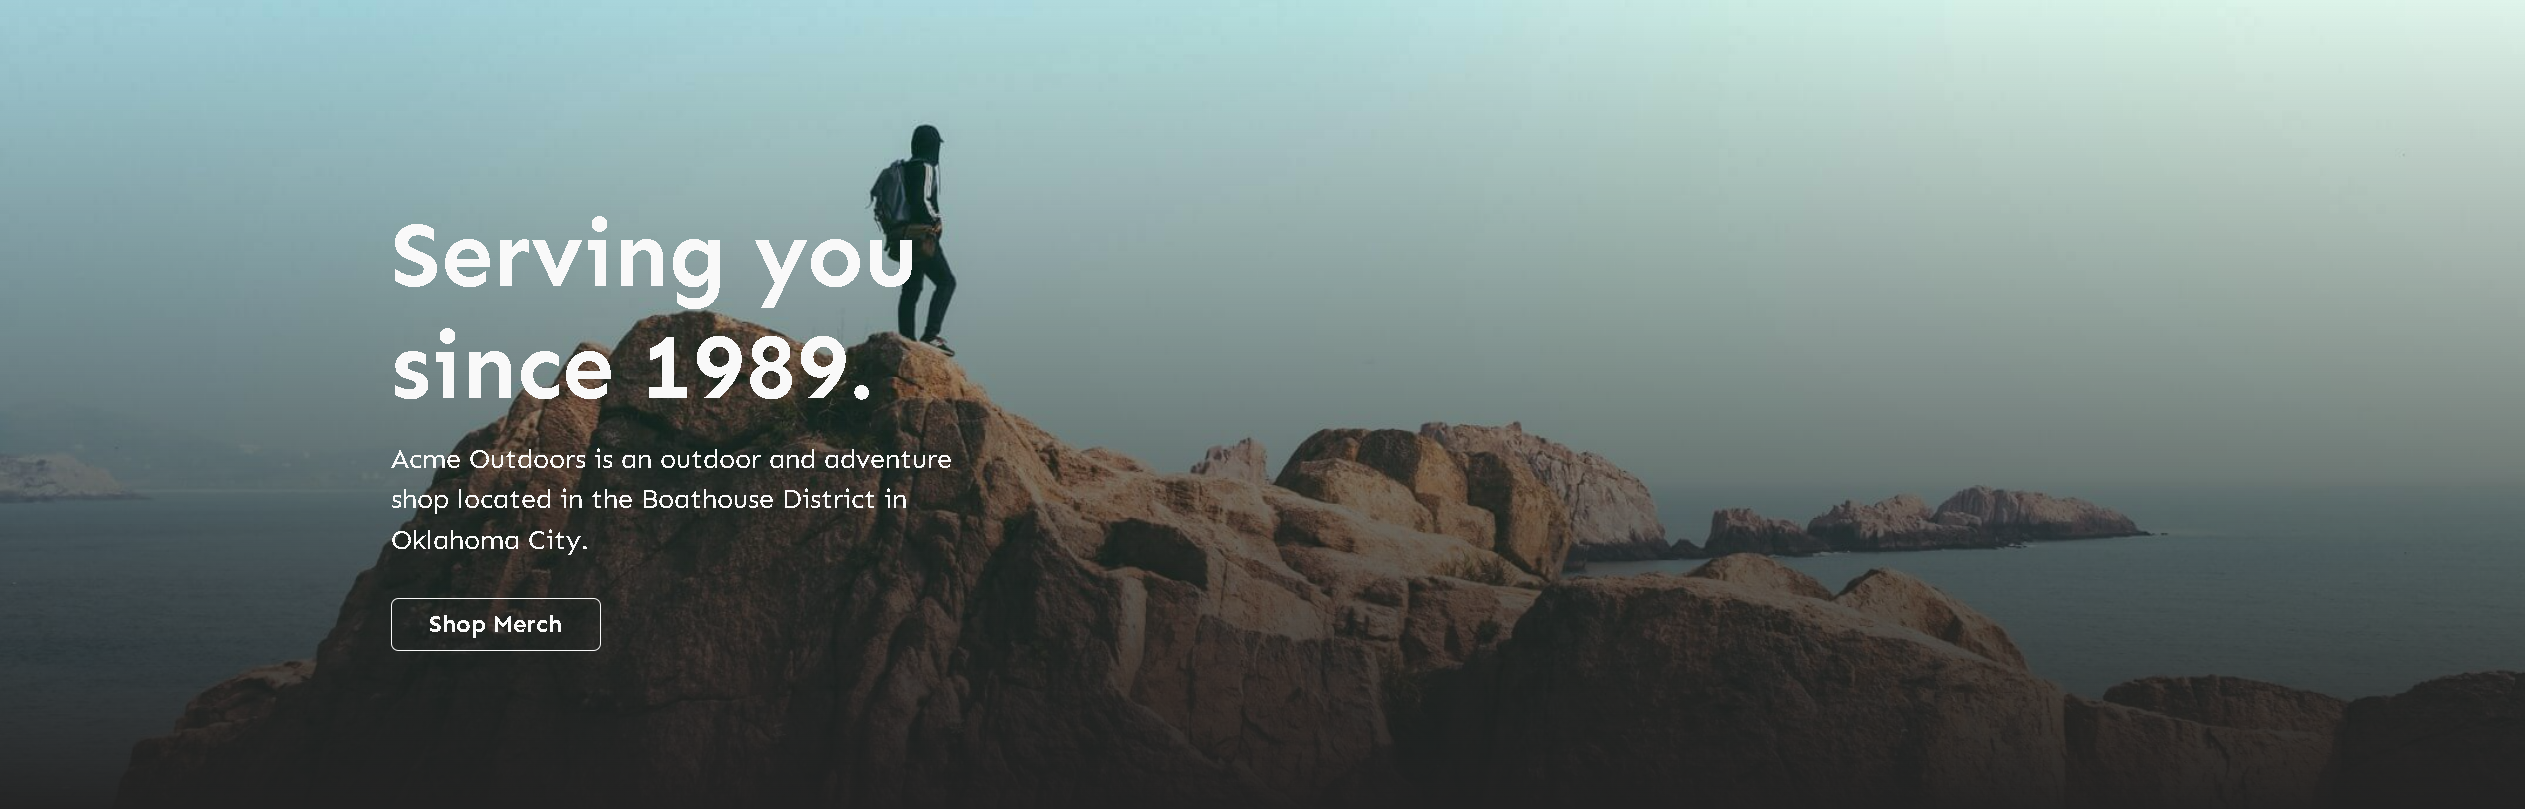 Serving you
since 1989.
Acme Outdoors is an outdoor and adventure
shop located in the Boathouse District in
Oklahoma City.
Shop Merch